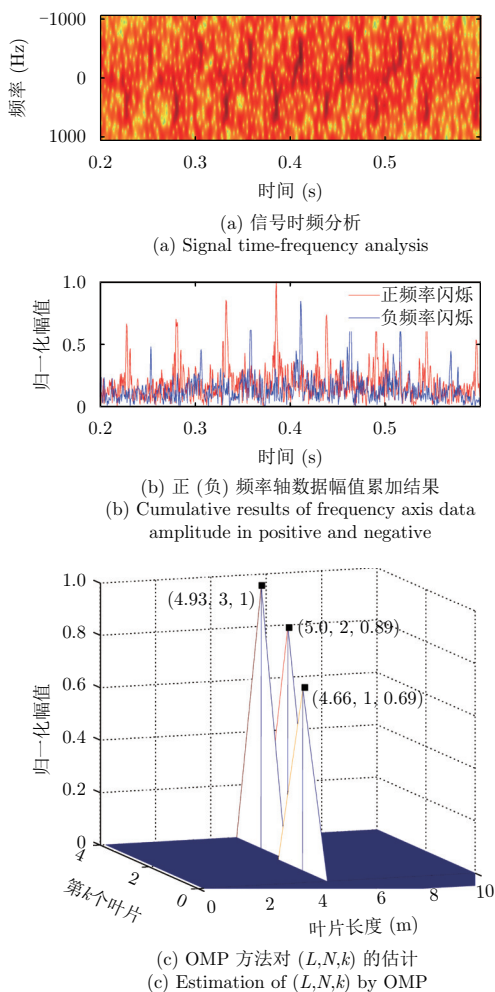 −1000
0
1000
频率 (Hz)
0.2 0.3 0.4 0.5
时间 (s)
(a) 信号时频分析
(a) Signal time-frequency analysis
1.0
0.5
0
归一化幅值
正频率闪烁
负频率闪烁
0.2 0.3 0.4 0.5
时间 (s)
(b) 正 (负) 频率轴数据幅值累加结果
(b) Cumulative results of frequency axis data
amplitude in positive and negative
1.0
0.8
0.6
0.4
0.2
0
归一化幅值
(4.93, 3, 1)
(5.0, 2, 0.89)
(4.66, 1, 0.69)
4
2
0
第k个叶片
0 2 4 6 8 10
叶片长度 (m)
(c) OMP 方法对 (L,N,k) 的估计
(c) Estimation of (L,N,k) by OMP